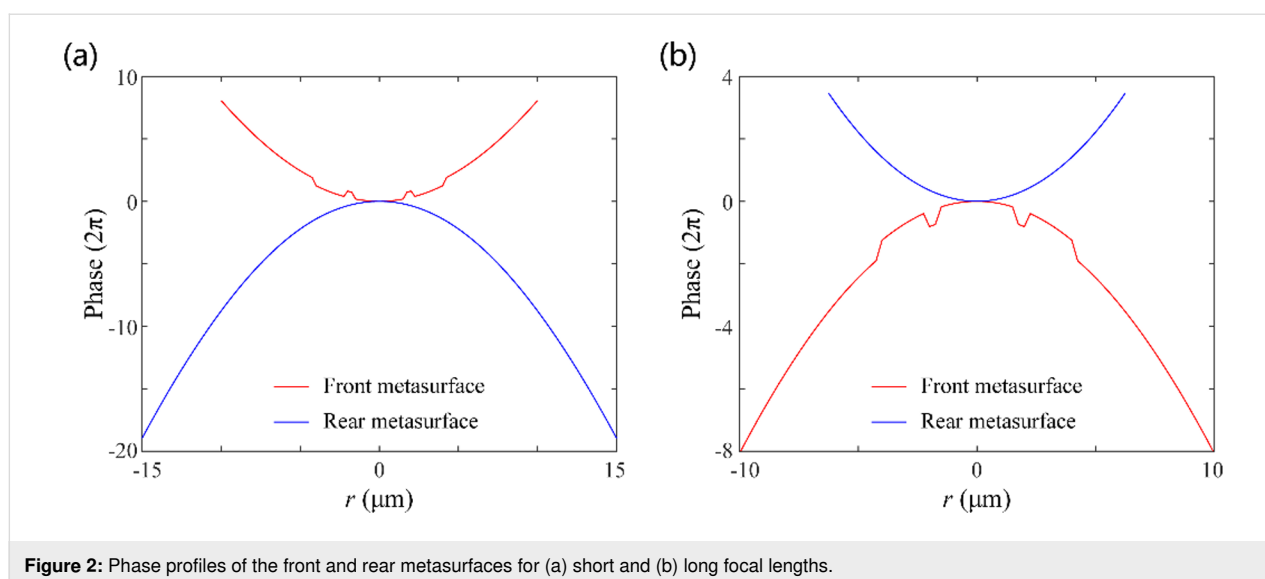 (a)
10
0
-10
-20
Phase (2π)
Front metasurface
Rear metasurface
-15
0
15
r (μm)
(b)
4
0
-4
-8
Phase (2π)
Front metasurface
Rear metasurface
-10
0
10
r (μm)
Figure 2: Phase profiles of the front and rear metasurfaces for (a) short and (b) long focal lengths.